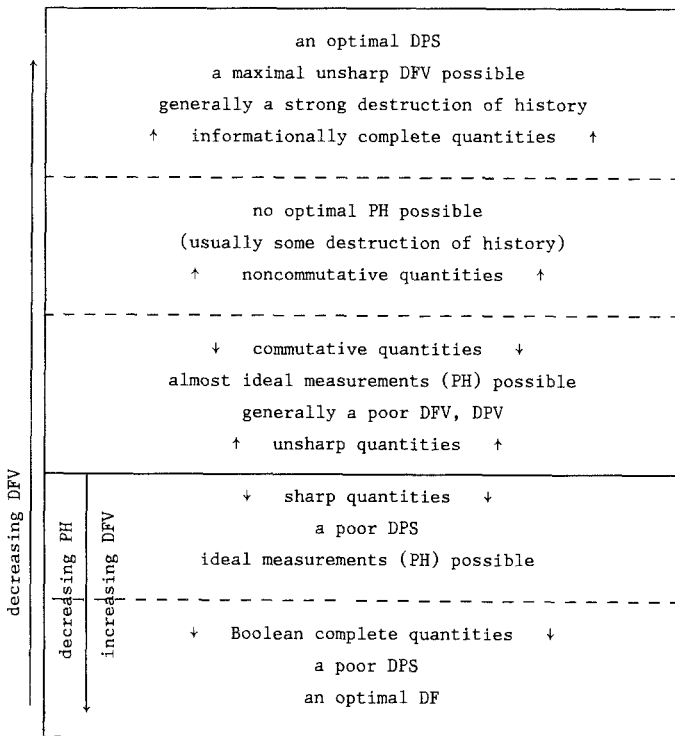 an optimal DPS
a maximal unsharp DFV possible
generally a strong destruction of history
↑ informationally complete quantities ↑
no optimal PH possible
(usually some destruction of history)
↑ noncommutative quantities ↑
↓ commutative quantities ↓
almost ideal measurements (PH) possible
generally a poor DFV, DPV
↑ unsharp quantities ↑
↓ sharp quantities ↓
a poor DPS
ideal measurements (PH) possible
↓ Boolean complete quantities ↓
a poor DPS
an optimal DF
decreasing DFV
decreasing PH
increasing DFV